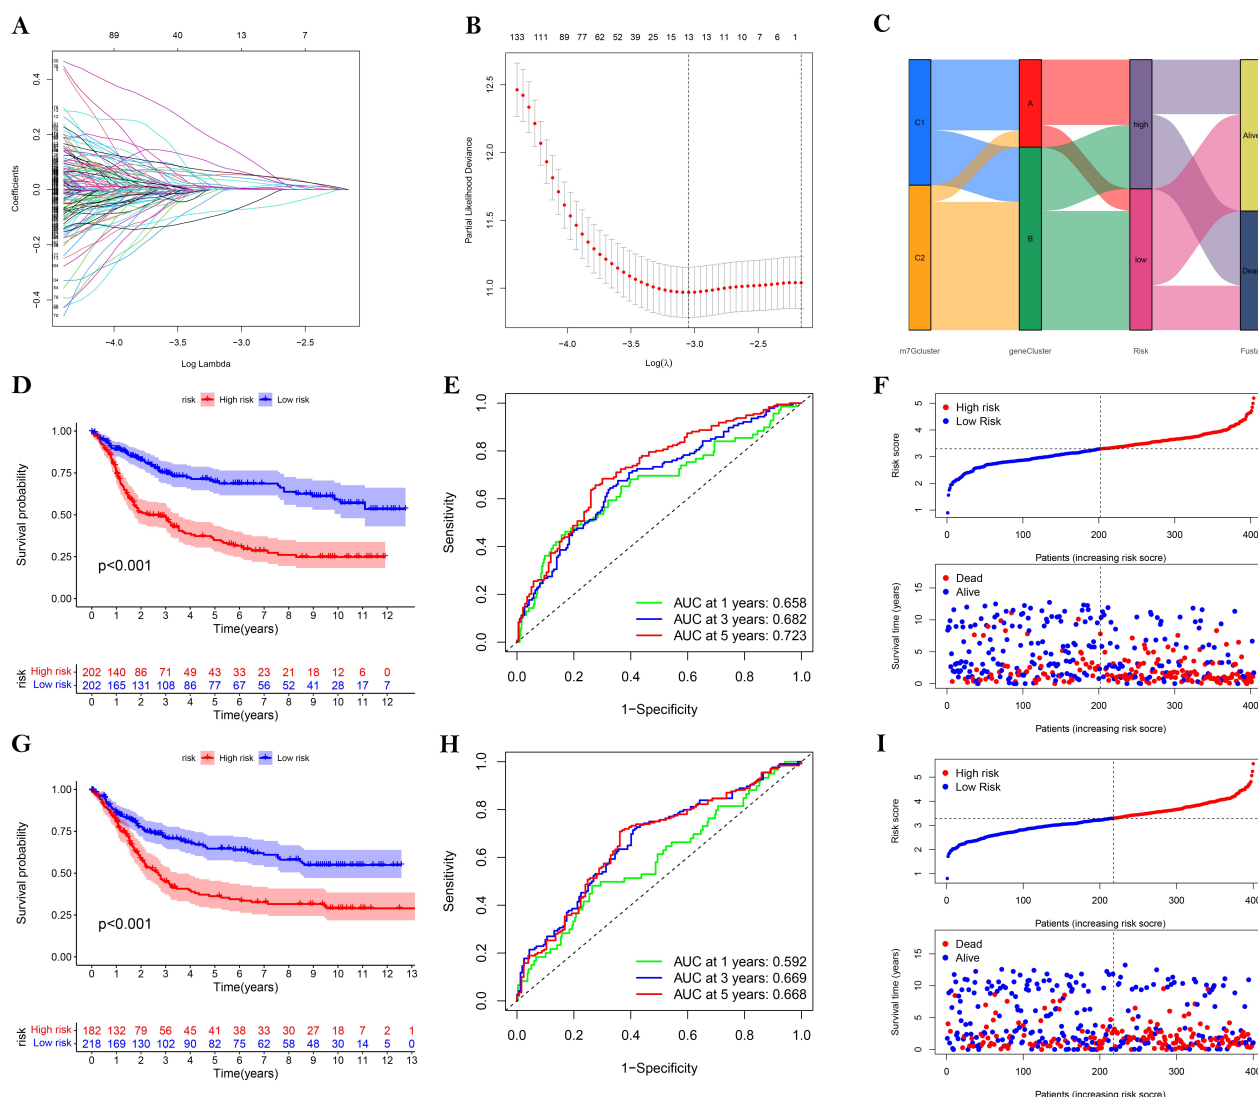 A
89 40 13 7
0.4
0.2
0.0
−0.2
−0.4
Coefficients
−4.0 −3.5 −3.0 −2.5
Log Lambda
B
133 111 89 77 62 52 39 25 15 13 13 11 10 7 6 1
12.5
12.0
11.5
11.0
Partial Likelihood Deviance
−4.0 −3.5 −3.0 −2.5
Log(λ)
C
C1
C2
A
B
high
low
Alive
Dead
m7Gcluster geneCluster Risk Fusta
D
risk High risk Low risk
1.00
0.75
0.50
0.25
0.00
Survival probability
p<0.001
0 1 2 3 4 5 6 7 8 9 10 11 12
Time(years)
risk
High risk 202 140 86 71 49 43 33 23 21 18 12 6 0
Low risk 202 165 131 108 86 77 67 56 52 41 28 17 7
0 1 2 3 4 5 6 7 8 9 10 11 12
Time(years)
E
1.0
0.8
0.6
0.4
0.2
0.0
Sensitivity
AUC at 1 years: 0.658
AUC at 3 years: 0.682
AUC at 5 years: 0.723
0.0 0.2 0.4 0.6 0.8 1.0
1−Specificity
F
High risk
Low Risk
5
4
3
2
1
Risk score
0 100 200 300 400
Patients (increasing risk socre)
Dead
Alive
15
10
5
0
Survival time (years)
0 100 200 300 400
Patients (increasing risk socre)
G
risk High risk Low risk
1.00
0.75
0.50
0.25
0.00
Survival probability
p<0.001
0 1 2 3 4 5 6 7 8 9 10 11 12 13
Time(years)
risk
High risk 182 132 79 56 45 41 38 33 30 27 18 7 2 1
Low risk 218 169 130 102 90 82 75 62 58 48 30 14 5 0
0 1 2 3 4 5 6 7 8 9 10 11 12 13
Time(years)
H
1.0
0.8
0.6
0.4
0.2
0.0
Sensitivity
AUC at 1 years: 0.592
AUC at 3 years: 0.669
AUC at 5 years: 0.668
0.0 0.2 0.4 0.6 0.8 1.0
1−Specificity
I
High risk
Low Risk
5
4
3
2
1
Risk score
0 100 200 300 400
Patients (increasing risk socre)
Dead
Alive
15
10
5
0
Survival time (years)
0 100 200 300 400
Patients (increasing risk socre)